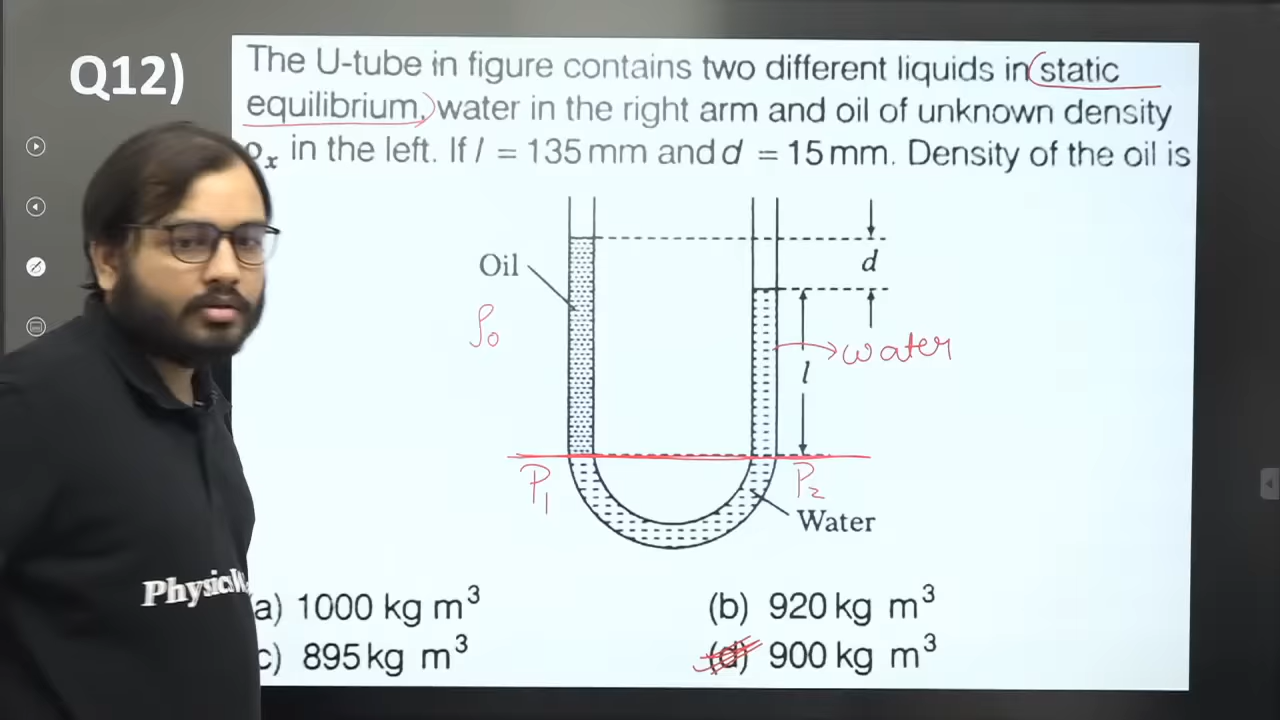 Q12)
The U-tube in figure contains two different liquids in static
equilibrium, water in the right arm and oil of unknown density
ρₓ in the left. If l = 135 mm and d = 15 mm. Density of the oil is
Oil
d
ρ₀
water
l
P₁
P₂
Water
a) 1000 kg m³
(b) 920 kg m³
c) 895 kg m³
(d) 900 kg m³